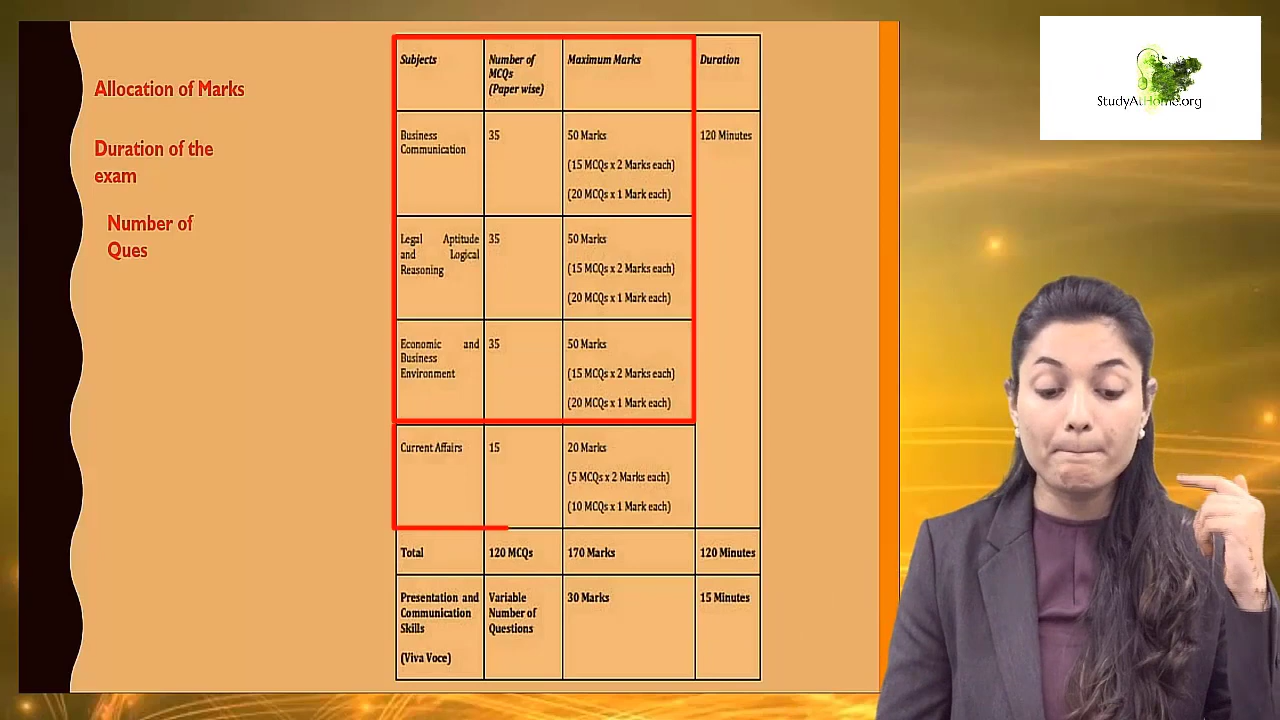 Allocation of Marks
Duration of the
exam
Number of
Ques
Subjects
Number of
MCQs
(Paper wise)
Maximum Marks
Duration
Business
Communication
35
50 Marks
(15 MCQs x 2 Marks each)
(20 MCQs x 1 Mark each)
120 Minutes
Legal Aptitude
and Logical
Reasoning
35
50 Marks
(15 MCQs x 2 Marks each)
(20 MCQs x 1 Mark each)
Economic and
Business
Environment
35
50 Marks
(15 MCQs x 2 Marks each)
(20 MCQs x 1 Mark each)
Current Affairs
15
20 Marks
(5 MCQs x 2 Marks each)
(10 MCQs x 1 Mark each)
Total
120 MCQs
170 Marks
120 Minutes
Presentation and
Communication
Skills
(Viva Voce)
Variable
Number of
Questions
30 Marks
15 Minutes
StudyAtHome.org